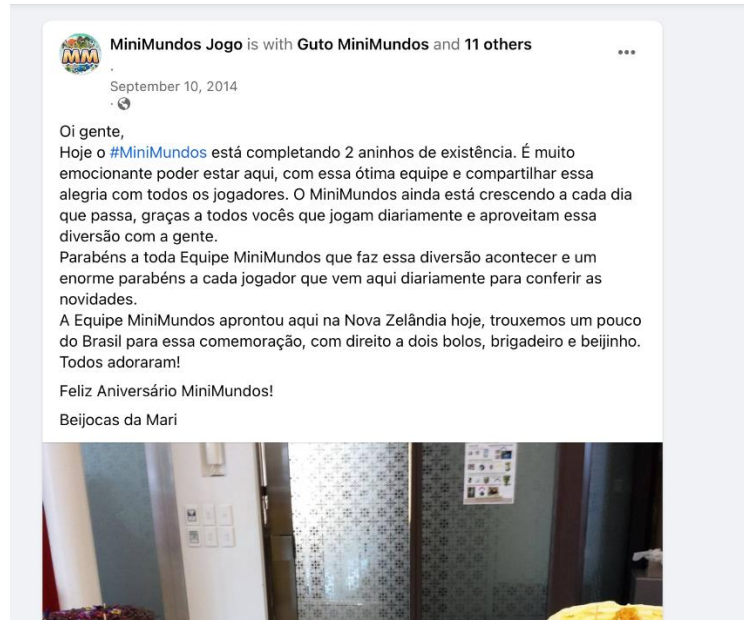 MM
MiniMundos Jogo is with Guto MiniMundos and 11 others
.
September 10, 2014
·
Oi gente,
Hoje o #MiniMundos está completando 2 aninhos de existência. É muito
emocionante poder estar aqui, com essa ótima equipe e compartilhar essa
alegria com todos os jogadores. O MiniMundos ainda está crescendo a cada dia
que passa, graças a todos vocês que jogam diariamente e aproveitam essa
diversão com a gente.
Parabéns a toda Equipe MiniMundos que faz essa diversão acontecer e um
enorme parabéns a cada jogador que vem aqui diariamente para conferir as
novidades.
A Equipe MiniMundos aprontou aqui na Nova Zelândia hoje, trouxemos um pouco
do Brasil para essa comemoração, com direito a dois bolos, brigadeiro e beijinho.
Todos adoraram!
Feliz Aniversário MiniMundos!
Beijocas da Mari